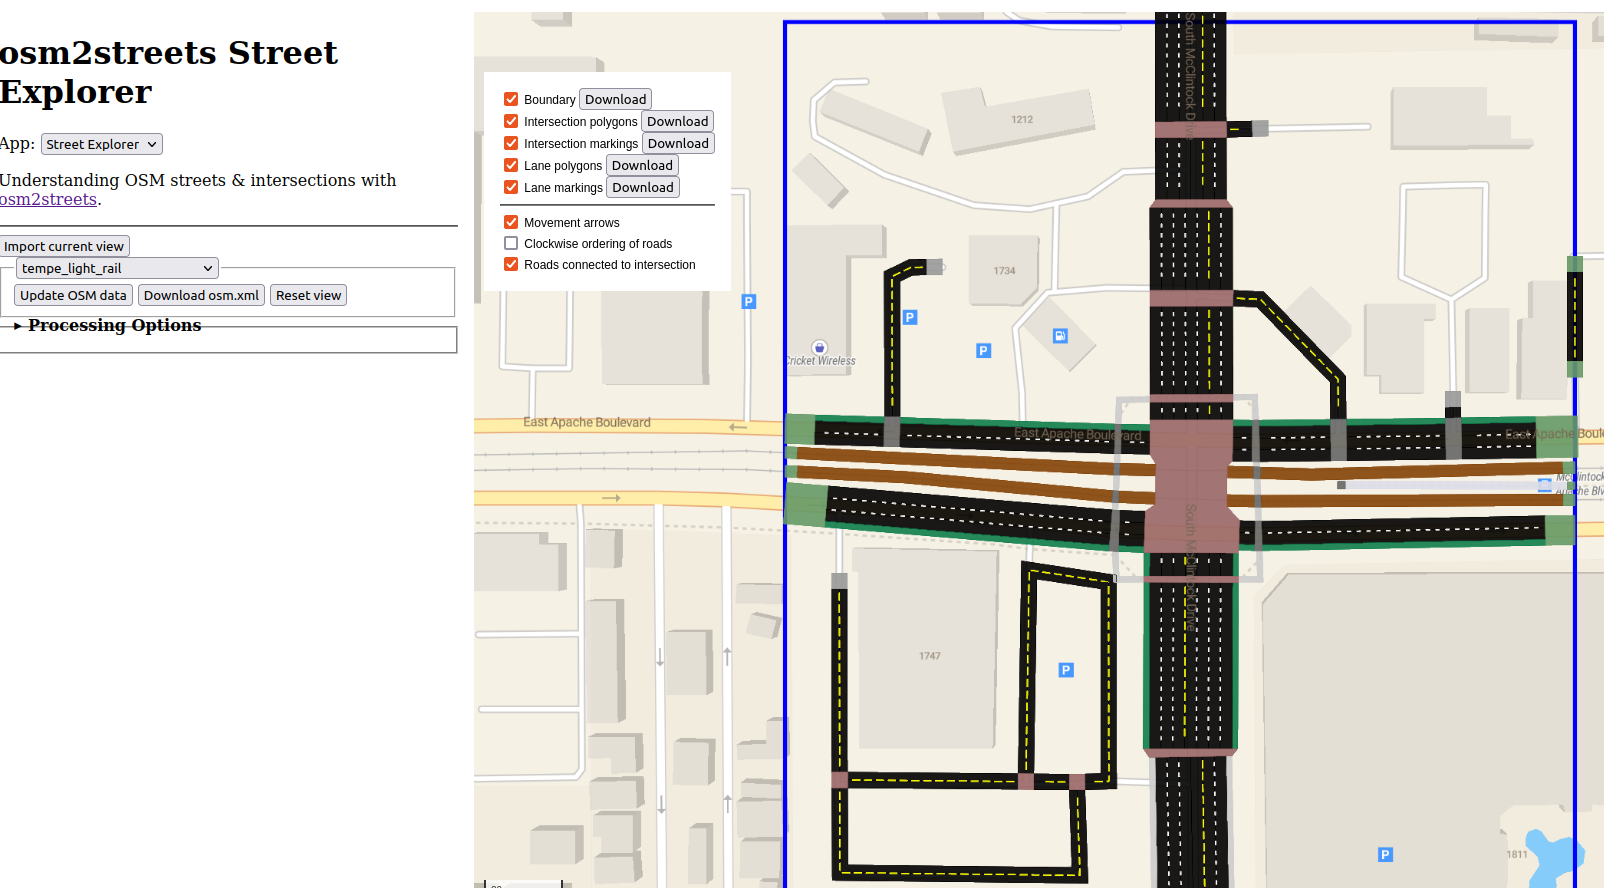 osm2streets Street
Explorer
App: Street Explorer
Understanding OSM streets & intersections with
osm2streets.
Import current view
tempe_light_rail
Update OSM data Download osm.xml Reset view
Processing Options
Boundary Download
Intersection polygons Download
Intersection markings Download
Lane polygons Download
Lane markings Download
Movement arrows
Clockwise ordering of roads
Roads connected to intersection
South McClintock Drive
1212
1734
P
P
P
Cricket Wireless
East Apache Boulevard
East Apache Boulevard
East Apache Boule
McClintock
Apache Blv
South McClintock Drive
1747
P
1811
P